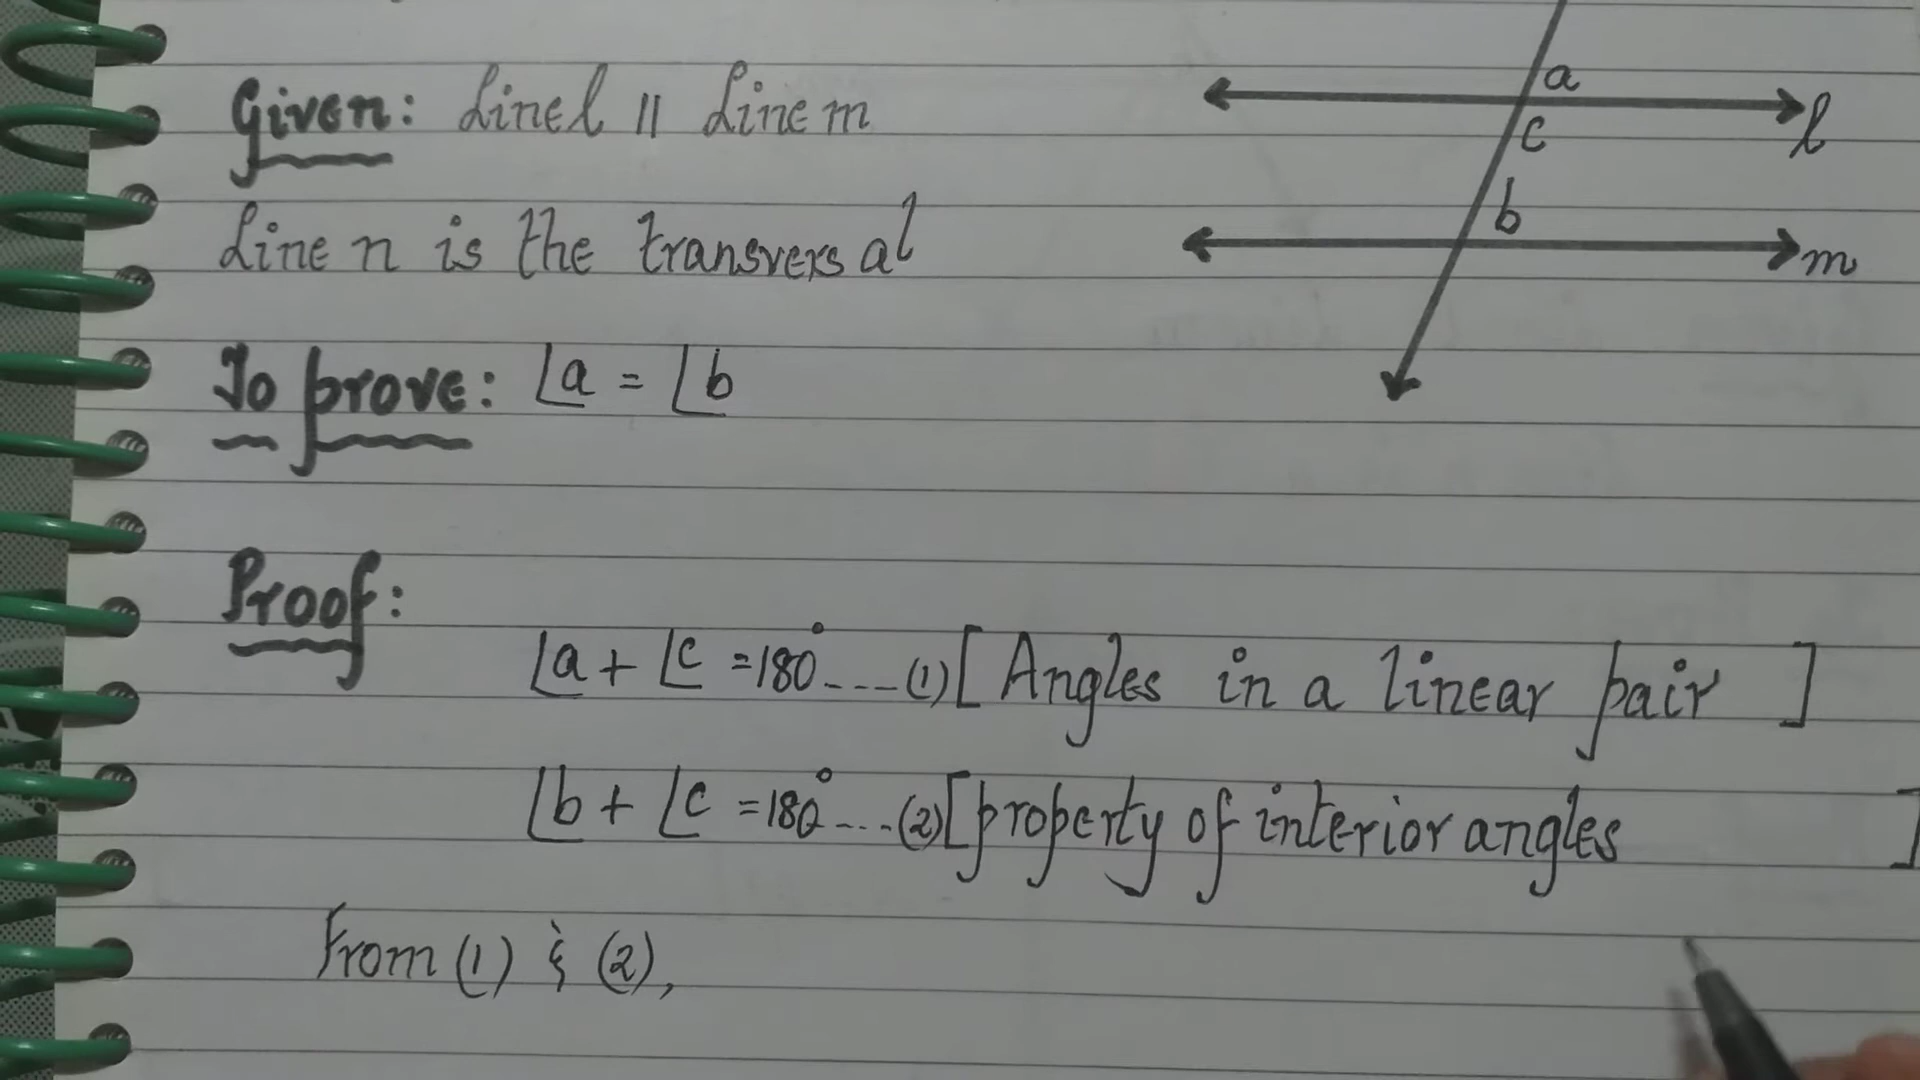 Given: Line l || Line m
Line n is the transversal
To prove: ∠a = ∠b
Proof:
∠a + ∠c = 180° ---- (1) [Angles in a linear pair ]
∠b + ∠c = 180° ---- (2) [property of interior angles ]
From (1) & (2),
a
l
c
b
m